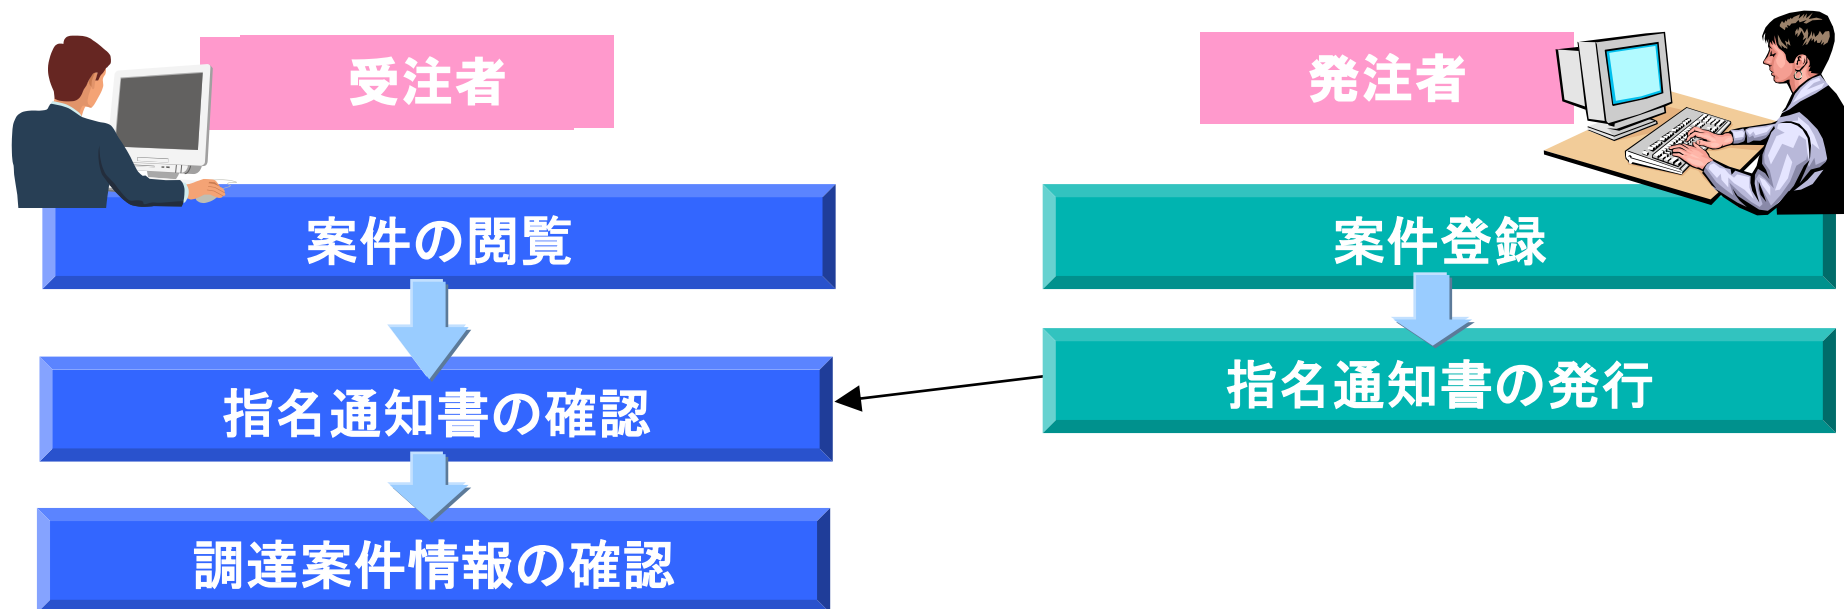 受注者
発注者
案件の閲覧
案件登録
指名通知書の確認
指名通知書の発行
調達案件情報の確認